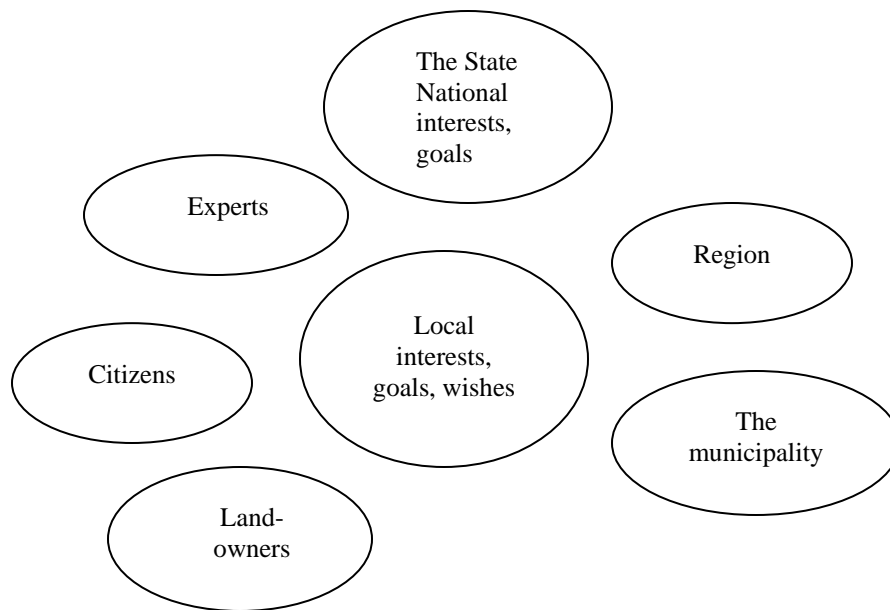 The State
National
interests,
goals
Experts
Region
Local
interests,
goals, wishes
Citizens
The
municipality
Land-
owners